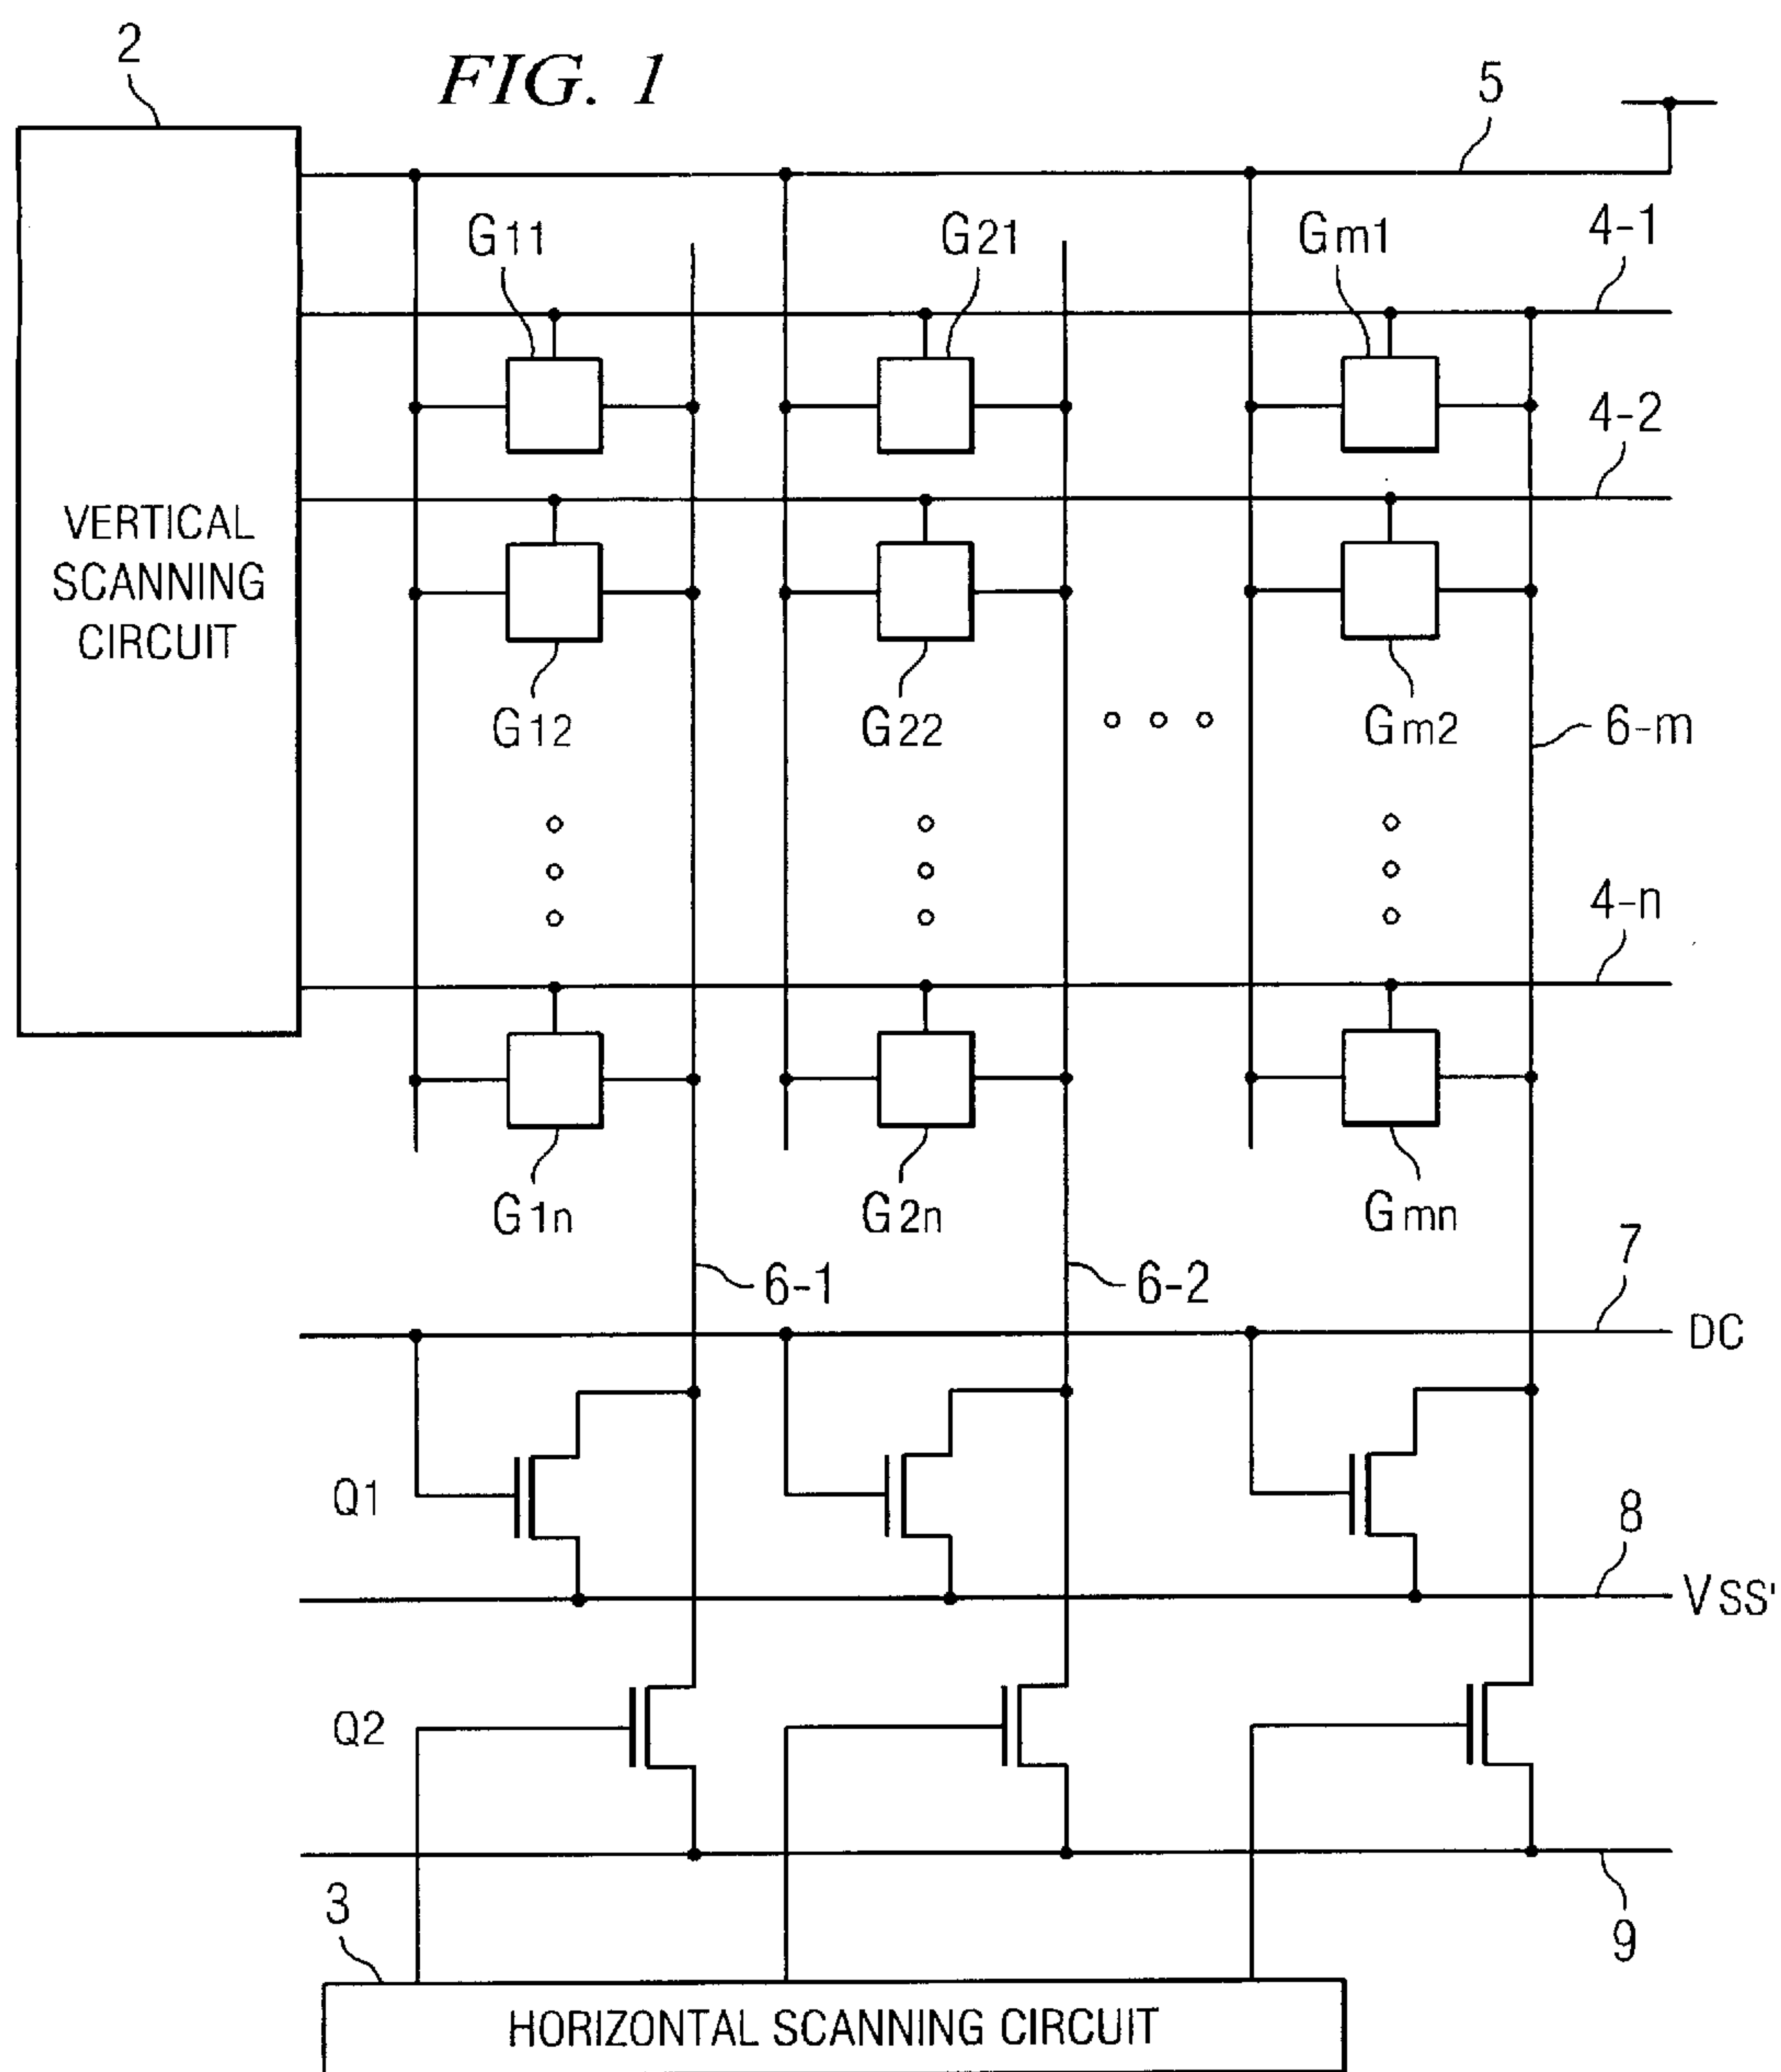 2
FIG. 1
5
G11
G21
Gm1
4-1
4-2
VERTICAL
SCANNING
CIRCUIT
G12
G22
Gm2
6-m
4-n
G1n
G2n
Gmn
6-1
6-2
7
DC
Q1
8
VSS'
Q2
3
9
HORIZONTAL SCANNING CIRCUIT